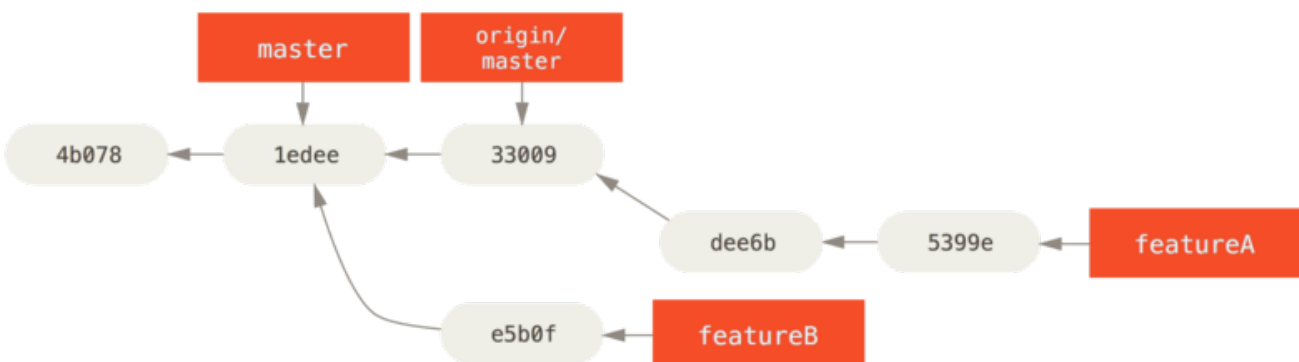 master
origin/
master
4b078
1edee
33009
dee6b
5399e
featureA
e5b0f
featureB